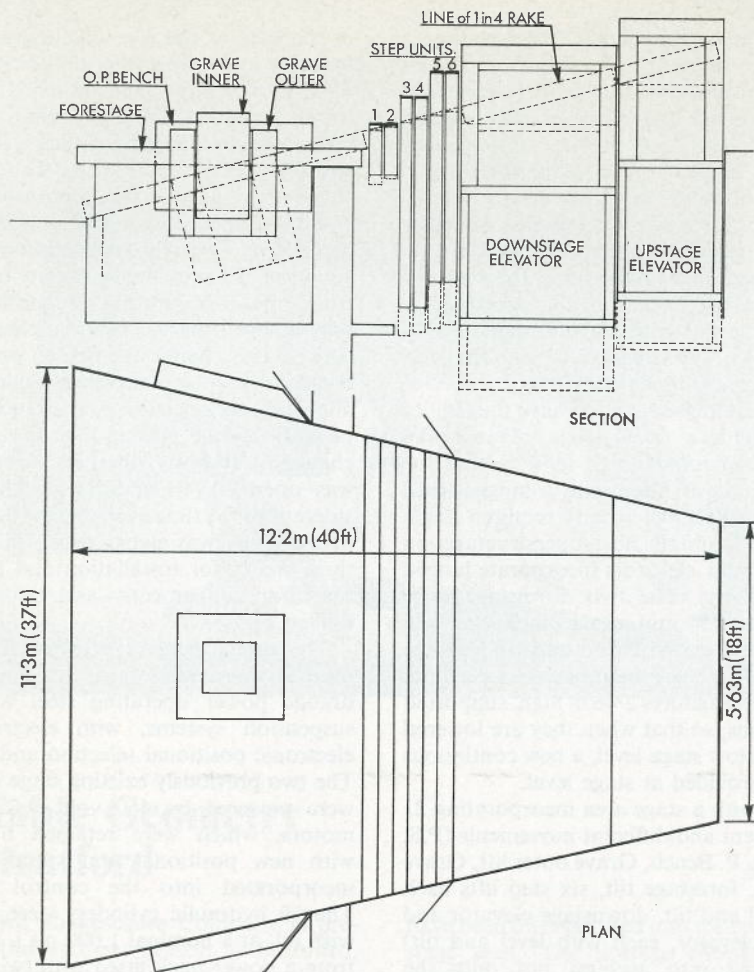 LINE of 1 in 4 RAKE
STEP UNITS.
5 6
3 4
1 2
GRAVE
INNER
GRAVE
OUTER
O.P. BENCH
FORESTAGE
DOWNSTAGE
ELEVATOR
UPSTAGE
ELEVATOR
SECTION
12·2m (40ft)
11·3m (37ft)
5·63m (18ft)
PLAN